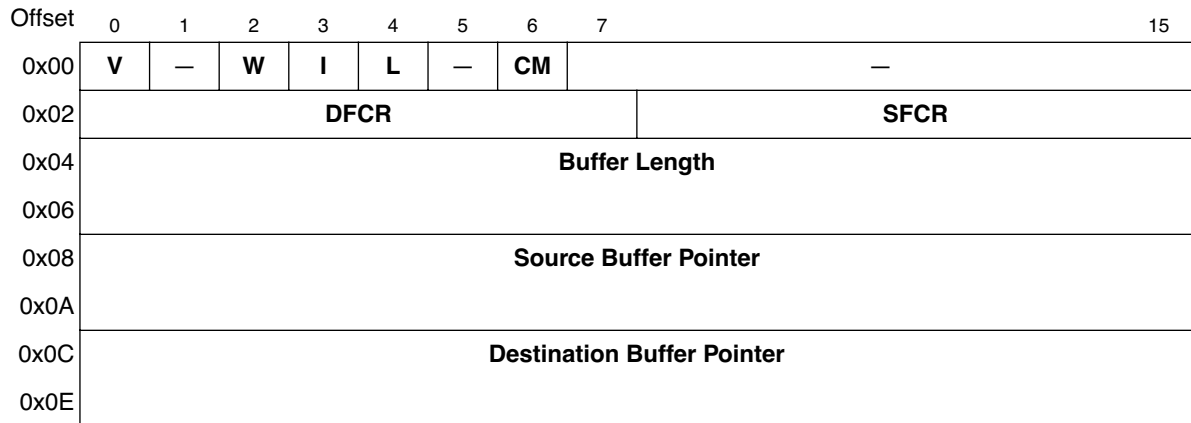 Offset 0 1 2 3 4 5 6 7 15
0x00 V — W I L — CM —
0x02 DFCR SFCR
0x04 Buffer Length
0x06
0x08 Source Buffer Pointer
0x0A
0x0C Destination Buffer Pointer
0x0E